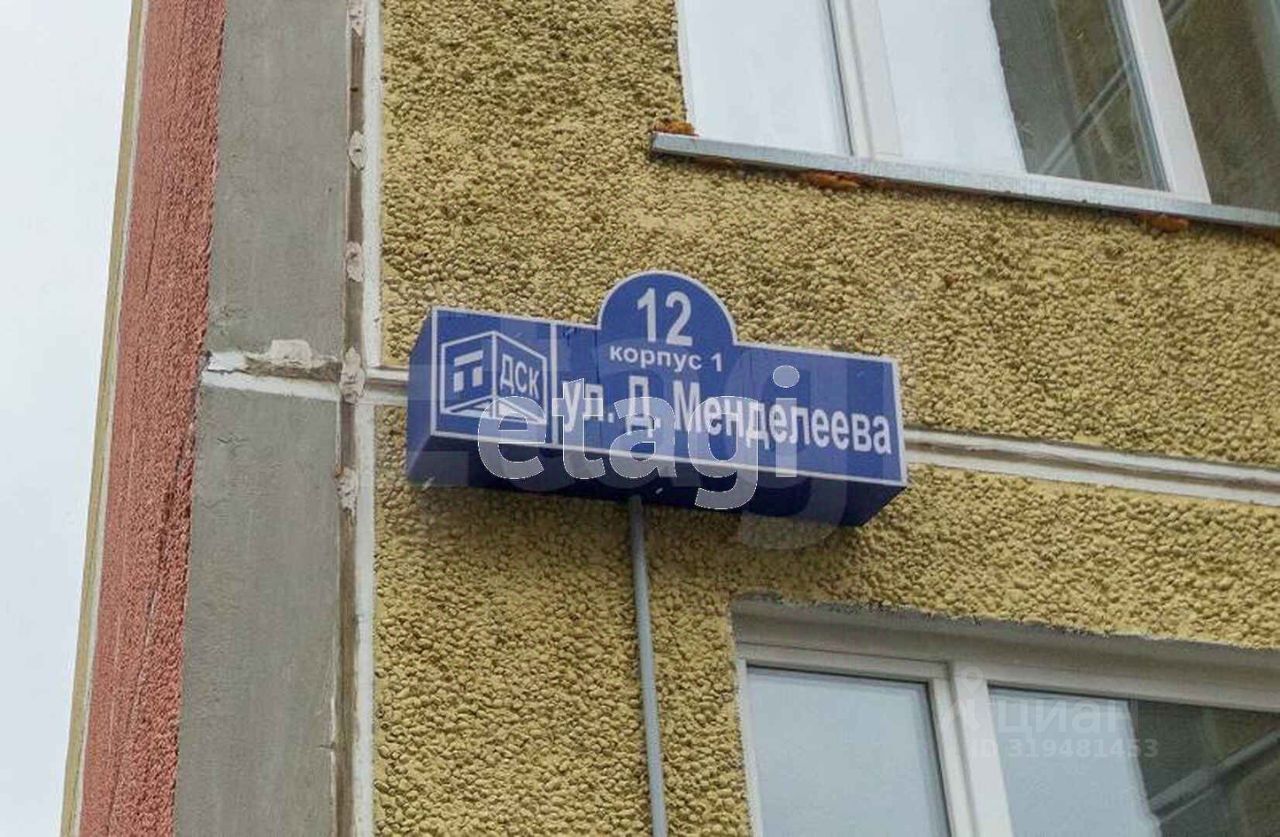 12
корпус 1
ДСК
ул. Д. Менделеева
etagi
циан
ID 319481453